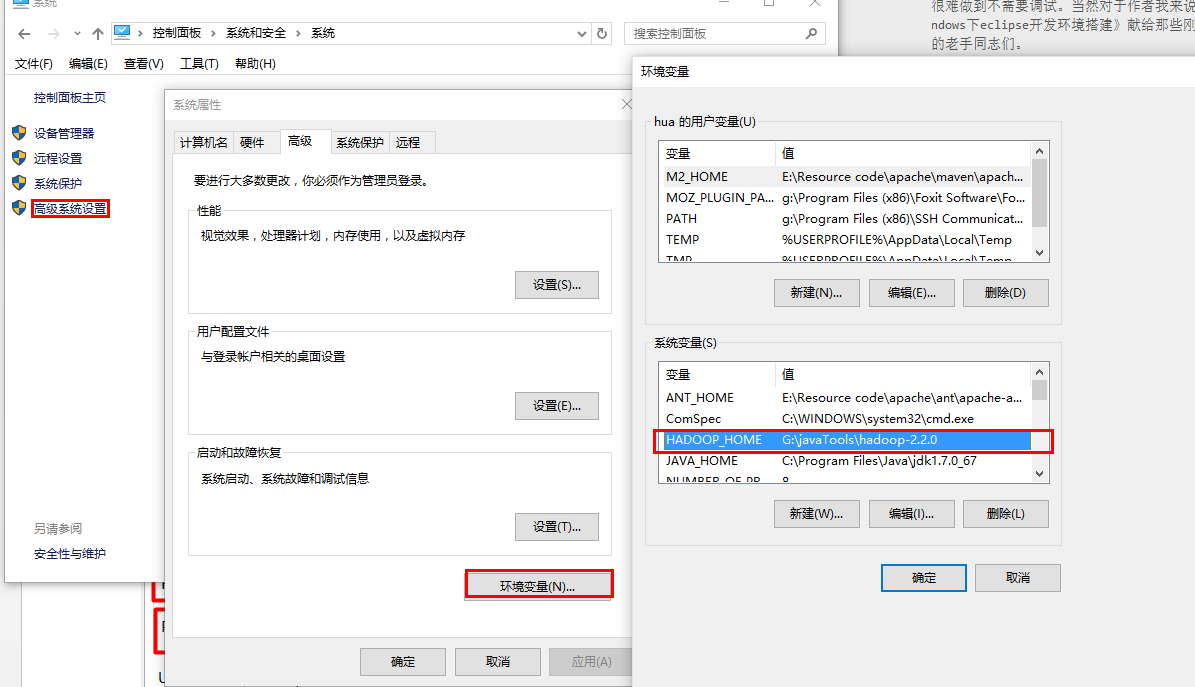 系统
很难做到不需要调试。当然对于作者我来说
ndows下eclipse开发环境搭建》献给那些刚
的老手同志们。
控制面板 系统和安全 系统
搜索控制面板
文件(F) 编辑(E) 查看(V) 工具(T) 帮助(H)
控制面板主页
设备管理器
远程设置
系统保护
高级系统设置
另请参阅
安全性与维护
系统属性
计算机名 硬件 高级 系统保护 远程
要进行大多数更改，你必须作为管理员登录。
性能
视觉效果，处理器计划，内存使用，以及虚拟内存
设置(S)...
用户配置文件
与登录帐户相关的桌面设置
设置(E)...
启动和故障恢复
系统启动、系统故障和调试信息
设置(T)...
环境变量(N)...
确定 取消 应用(A)
环境变量
hua 的用户变量(U)
变量 值
M2_HOME E:\Resource code\apache\maven\apach...
MOZ_PLUGIN_PA... g:\Program Files (x86)\Foxit Software\Fo...
PATH g:\Program Files (x86)\SSH Communicat...
TEMP %USERPROFILE%\AppData\Local\Temp
TMP %USERPROFILE%\AppData\Local\Temp
新建(N)... 编辑(E)... 删除(D)
系统变量(S)
变量 值
ANT_HOME E:\Resource code\apache\ant\apache-a...
ComSpec C:\WINDOWS\system32\cmd.exe
HADOOP_HOME G:\javaTools\hadoop-2.2.0
JAVA_HOME C:\Program Files\Java\jdk1.7.0_67
NUMBER_OF_PR... 8
新建(W)... 编辑(I)... 删除(L)
确定 取消